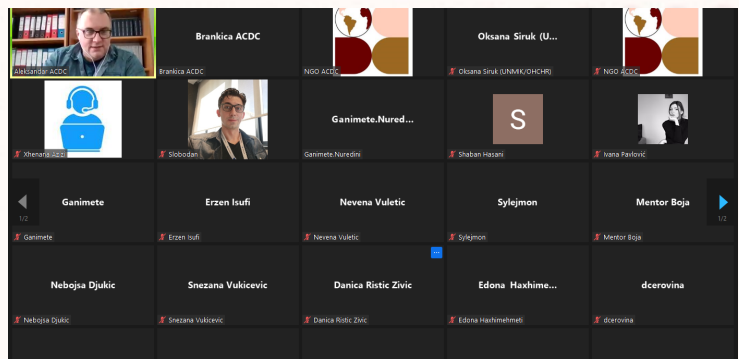 Aleksandar ACDC
Brankica ACDC
Brankica ACDC
NGO ACDC
Oksana Siruk (U...
Oksana Siruk (UNMIK/OHCHR)
NGO ACDC
Xhenana Azizi
Slobodan
Ganimete.Nured...
Ganimete.Nuredini
S
Shaban Hasani
Ivana Pavlović
1/2
Ganimete
Ganimete
Erzen Isufi
Erzen Isufi
Nevena Vuletic
Nevena Vuletic
Sylejmon
Sylejmon
Mentor Boja
Mentor Boja
1/2
Nebojsa Djukic
Nebojsa Djukic
Snezana Vukicevic
Snezana Vukicevic
Danica Ristic Zivic
Danica Ristic Zivic
Edona Haxhime...
Edona Haxhimehmeti
dcerovina
dcerovina